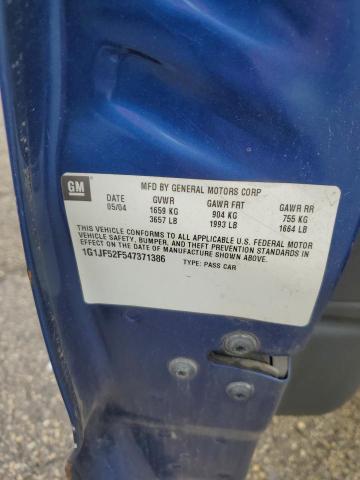 GM
MFD BY GENERAL MOTORS CORP
DATE GVWR GAWR FRT GAWR RR
05/04 1659 KG 904 KG 755 KG
3657 LB 1993 LB 1664 LB
THIS VEHICLE CONFORMS TO ALL APPLICABLE U.S. FEDERAL MOTOR
VEHICLE SAFETY, BUMPER, AND THEFT PREVENTION STANDARDS IN
EFFECT ON THE DATE OF MANUFACTURE SHOWN ABOVE.
1G1JF52F547371386 TYPE: PASS CAR